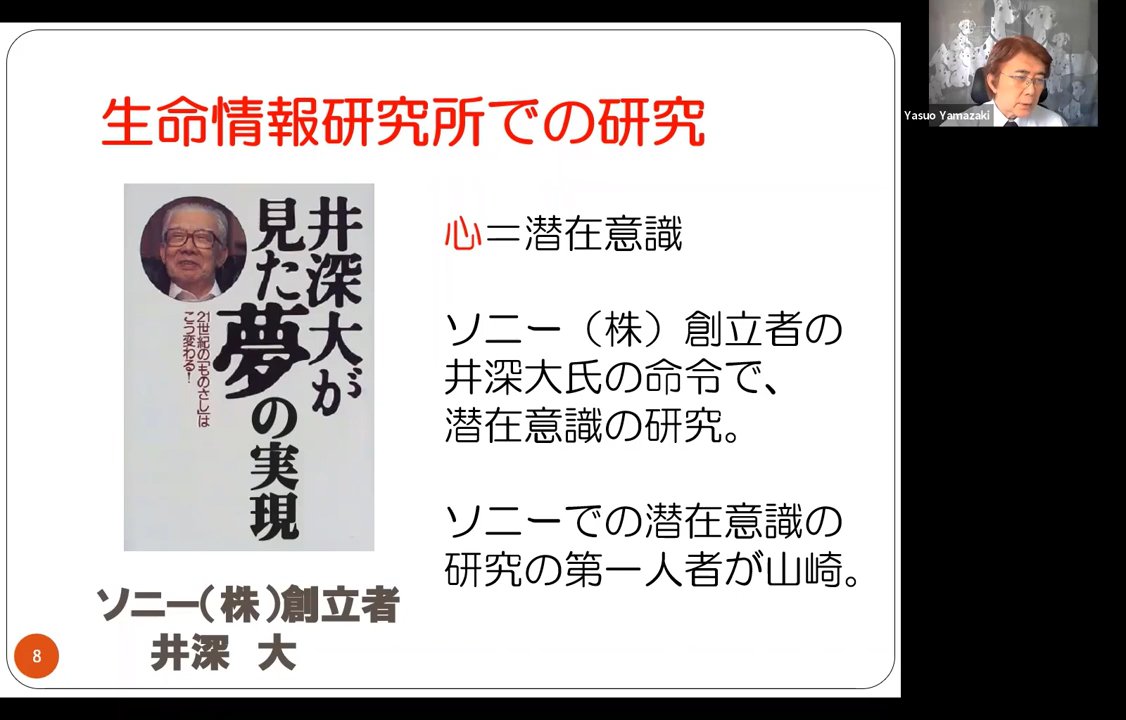 生命情報研究所での研究
井深大が
見た夢の実現
21世紀の「ものさし」は
こう変わる!
心=潜在意識
ソニー(株)創立者の
井深大氏の命令で、
潜在意識の研究。
ソニーでの潜在意識の
研究の第一人者が山崎。
ソニー(株)創立者
井深 大
8
Yasuo Yamazaki